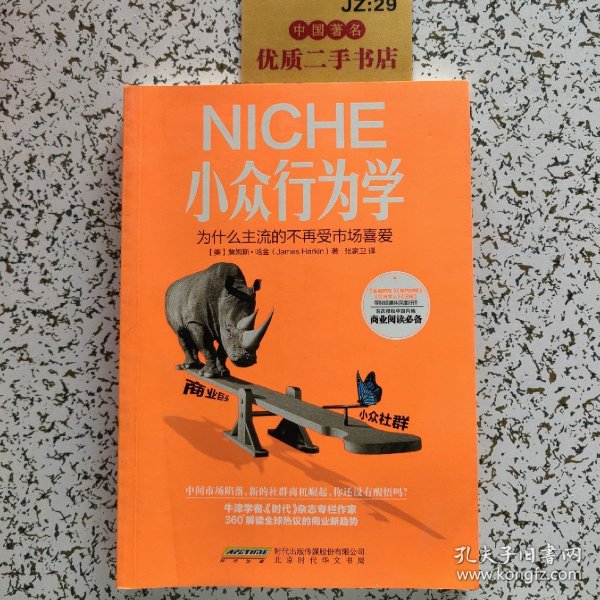 JZ:29
中国著名
优质二手书店
NICHE
小众行为学
为什么主流的不再受市场喜爱
【美】詹姆斯·哈金（James Harkin）著 张家卫 译
商业阅读必备
商业巨头
小众社群
中间市场陷落，新的社群商机崛起，你还没有醒悟吗？
牛津学者、《时代》杂志专栏作家
360°解读全球热议的商业新趋势
时代出版传媒股份有限公司
北京时代华文书局
孔夫子旧书网
www.kongfz.com